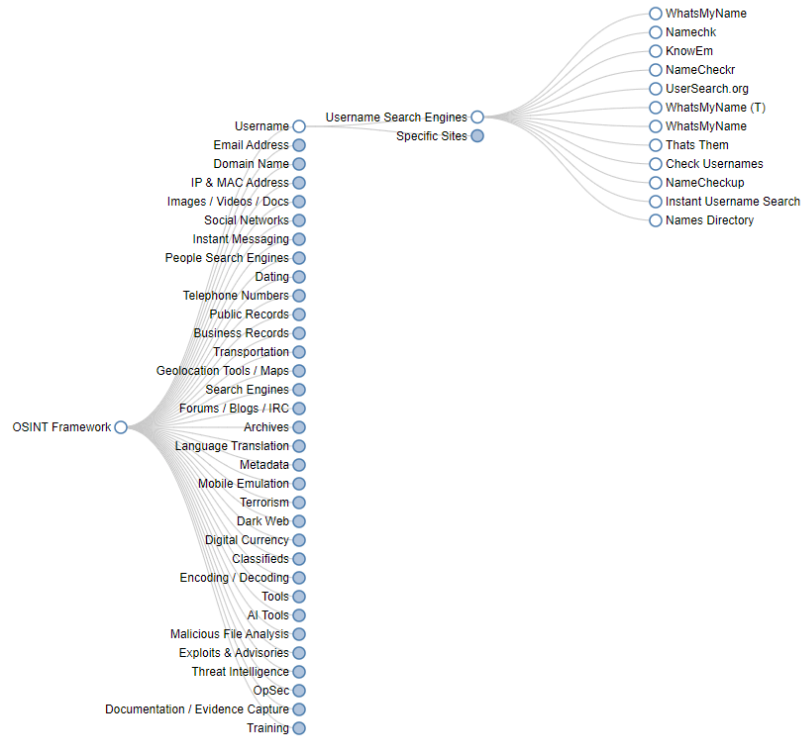 OSINT Framework
Username
Email Address
Domain Name
IP & MAC Address
Images / Videos / Docs
Social Networks
Instant Messaging
People Search Engines
Dating
Telephone Numbers
Public Records
Business Records
Transportation
Geolocation Tools / Maps
Search Engines
Forums / Blogs / IRC
Archives
Language Translation
Metadata
Mobile Emulation
Terrorism
Dark Web
Digital Currency
Classifieds
Encoding / Decoding
Tools
AI Tools
Malicious File Analysis
Exploits & Advisories
Threat Intelligence
OpSec
Documentation / Evidence Capture
Training
Username Search Engines
Specific Sites
WhatsMyName
Namechk
KnowEm
NameCheckr
UserSearch.org
WhatsMyName (T)
WhatsMyName
Thats Them
Check Usernames
NameCheckup
Instant Username Search
Names Directory